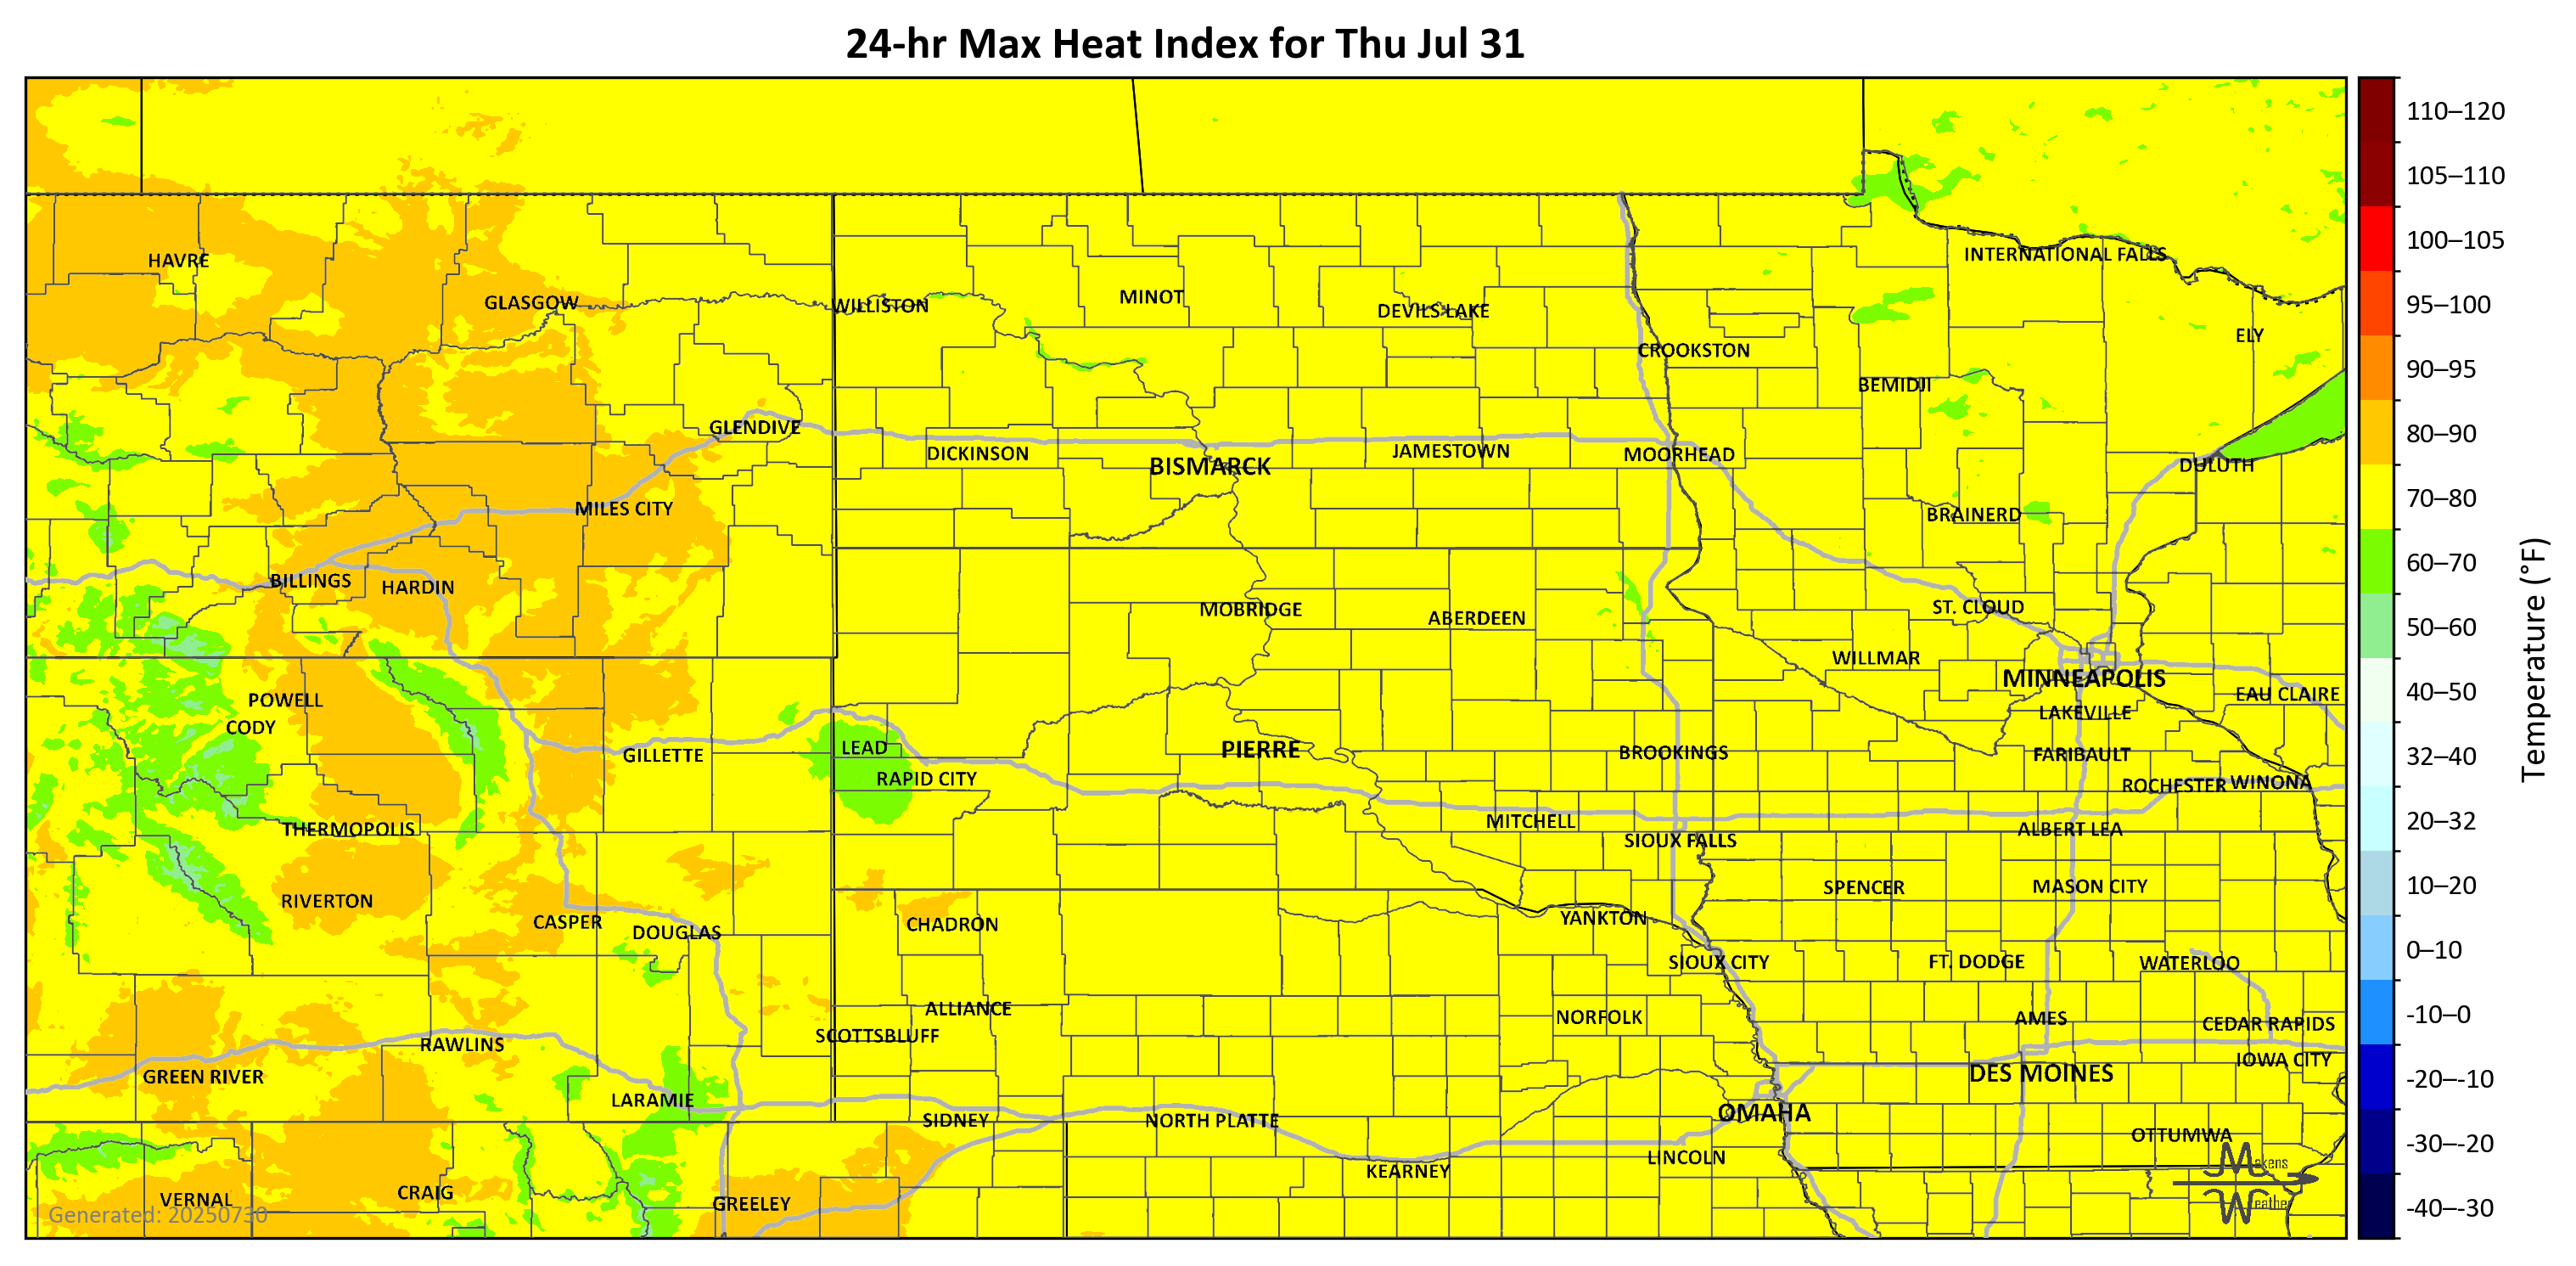 24-hr Max Heat Index for Thu Jul 31
110–120
105–110
100–105
95–100
90–95
80–90
70–80
60–70
50–60
40–50
32–40
20–32
10–20
0–10
-10–0
-20–-10
-30–-20
-40–-30
Temperature (°F)
INTERNATIONAL FALLS
HAVRE
GLASGOW
WILLISTON
MINOT
DEVILS LAKE
ELY
CROOKSTON
BEMIDJI
GLENDIVE
DICKINSON
BISMARCK
JAMESTOWN
MOORHEAD
DULUTH
MILES CITY
BRAINERD
BILLINGS
HARDIN
MOBRIDGE
ABERDEEN
ST. CLOUD
WILLMAR
MINNEAPOLIS
EAU CLAIRE
POWELL
CODY
LAKEVILLE
GILLETTE
LEAD
PIERRE
BROOKINGS
FARIBAULT
RAPID CITY
ROCHESTER
WINONA
THERMOPOLIS
MITCHELL
SIOUX FALLS
ALBERT LEA
RIVERTON
SPENCER
MASON CITY
CASPER
DOUGLAS
CHADRON
YANKTON
SIOUX CITY
FT. DODGE
WATERLOO
ALLIANCE
NORFOLK
AMES
CEDAR RAPIDS
SCOTTSBLUFF
RAWLINS
IOWA CITY
GREEN RIVER
DES MOINES
LARAMIE
SIDNEY
NORTH PLATTE
OMAHA
OTTUMWA
LINCOLN
KEARNEY
VERNAL
CRAIG
GREELEY
Generated: 20250730
Makens
Weather